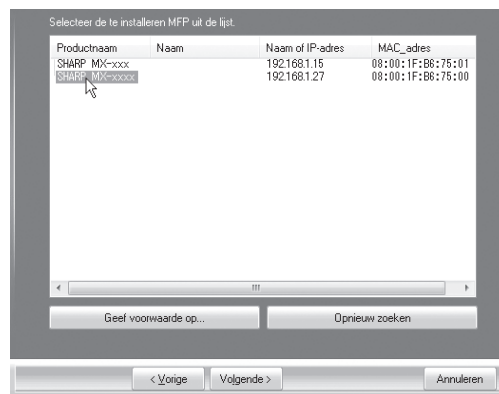 Selecteer de te installeren MFP uit de lijst.
Productnaam Naam Naam of IP-adres MAC_adres
SHARP MX-xxx 192.168.1.15 08:00:1F:B6:75:01
SHARP MX-xxxx 192.168.1.27 08:00:1F:B6:75:00
Geef voorwaarde op... Opnieuw zoeken
< Vorige Volgende > Annuleren